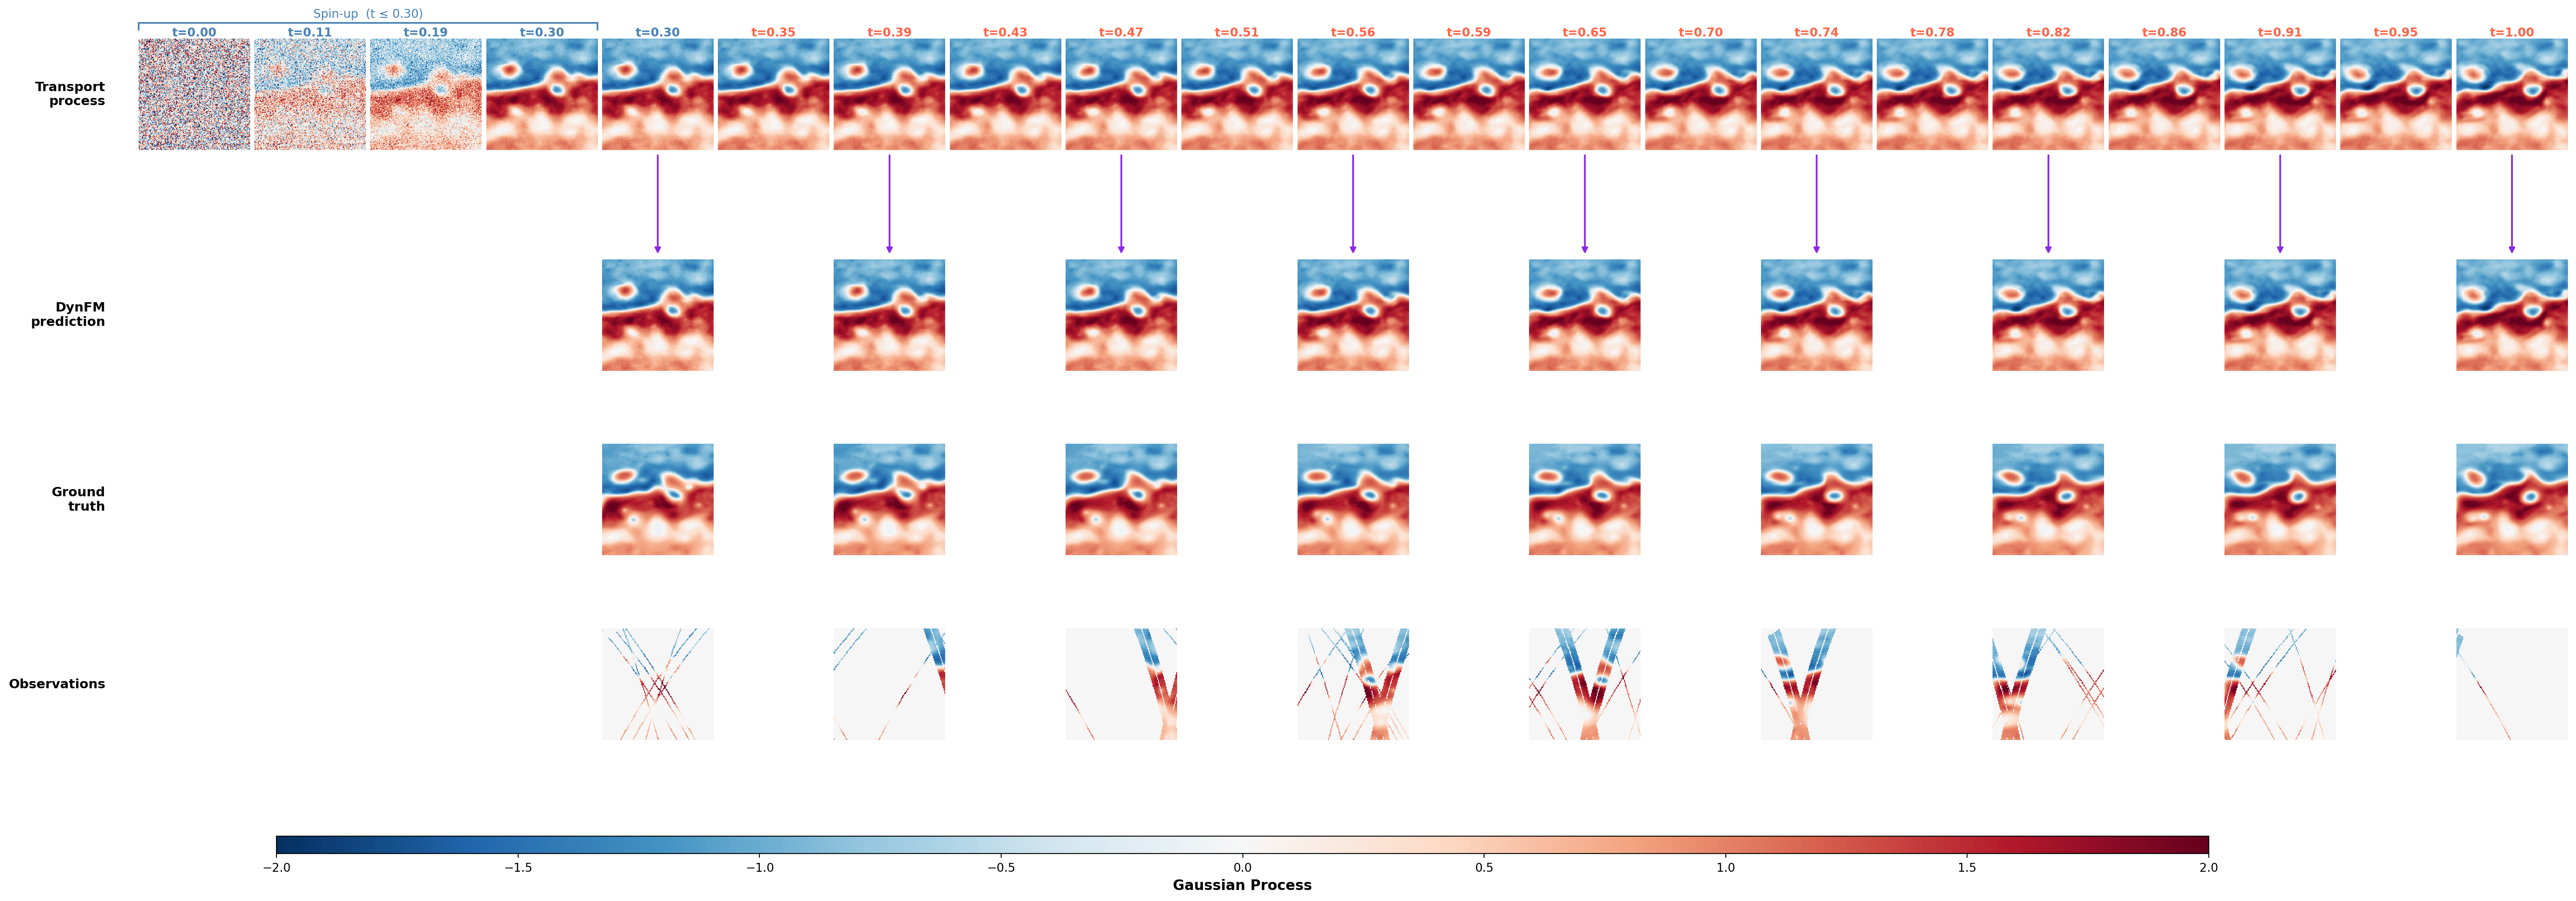 Spin-up (t ≤ 0.30)
t=0.00 t=0.11 t=0.19 t=0.30 t=0.30 t=0.35 t=0.39 t=0.43 t=0.47 t=0.51 t=0.56 t=0.59 t=0.65 t=0.70 t=0.74 t=0.78 t=0.82 t=0.86 t=0.91 t=0.95 t=1.00
Transport
process
DynFM
prediction
Ground
truth
Observations
−2.0 −1.5 −1.0 −0.5 0.0 0.5 1.0 1.5 2.0
Gaussian Process